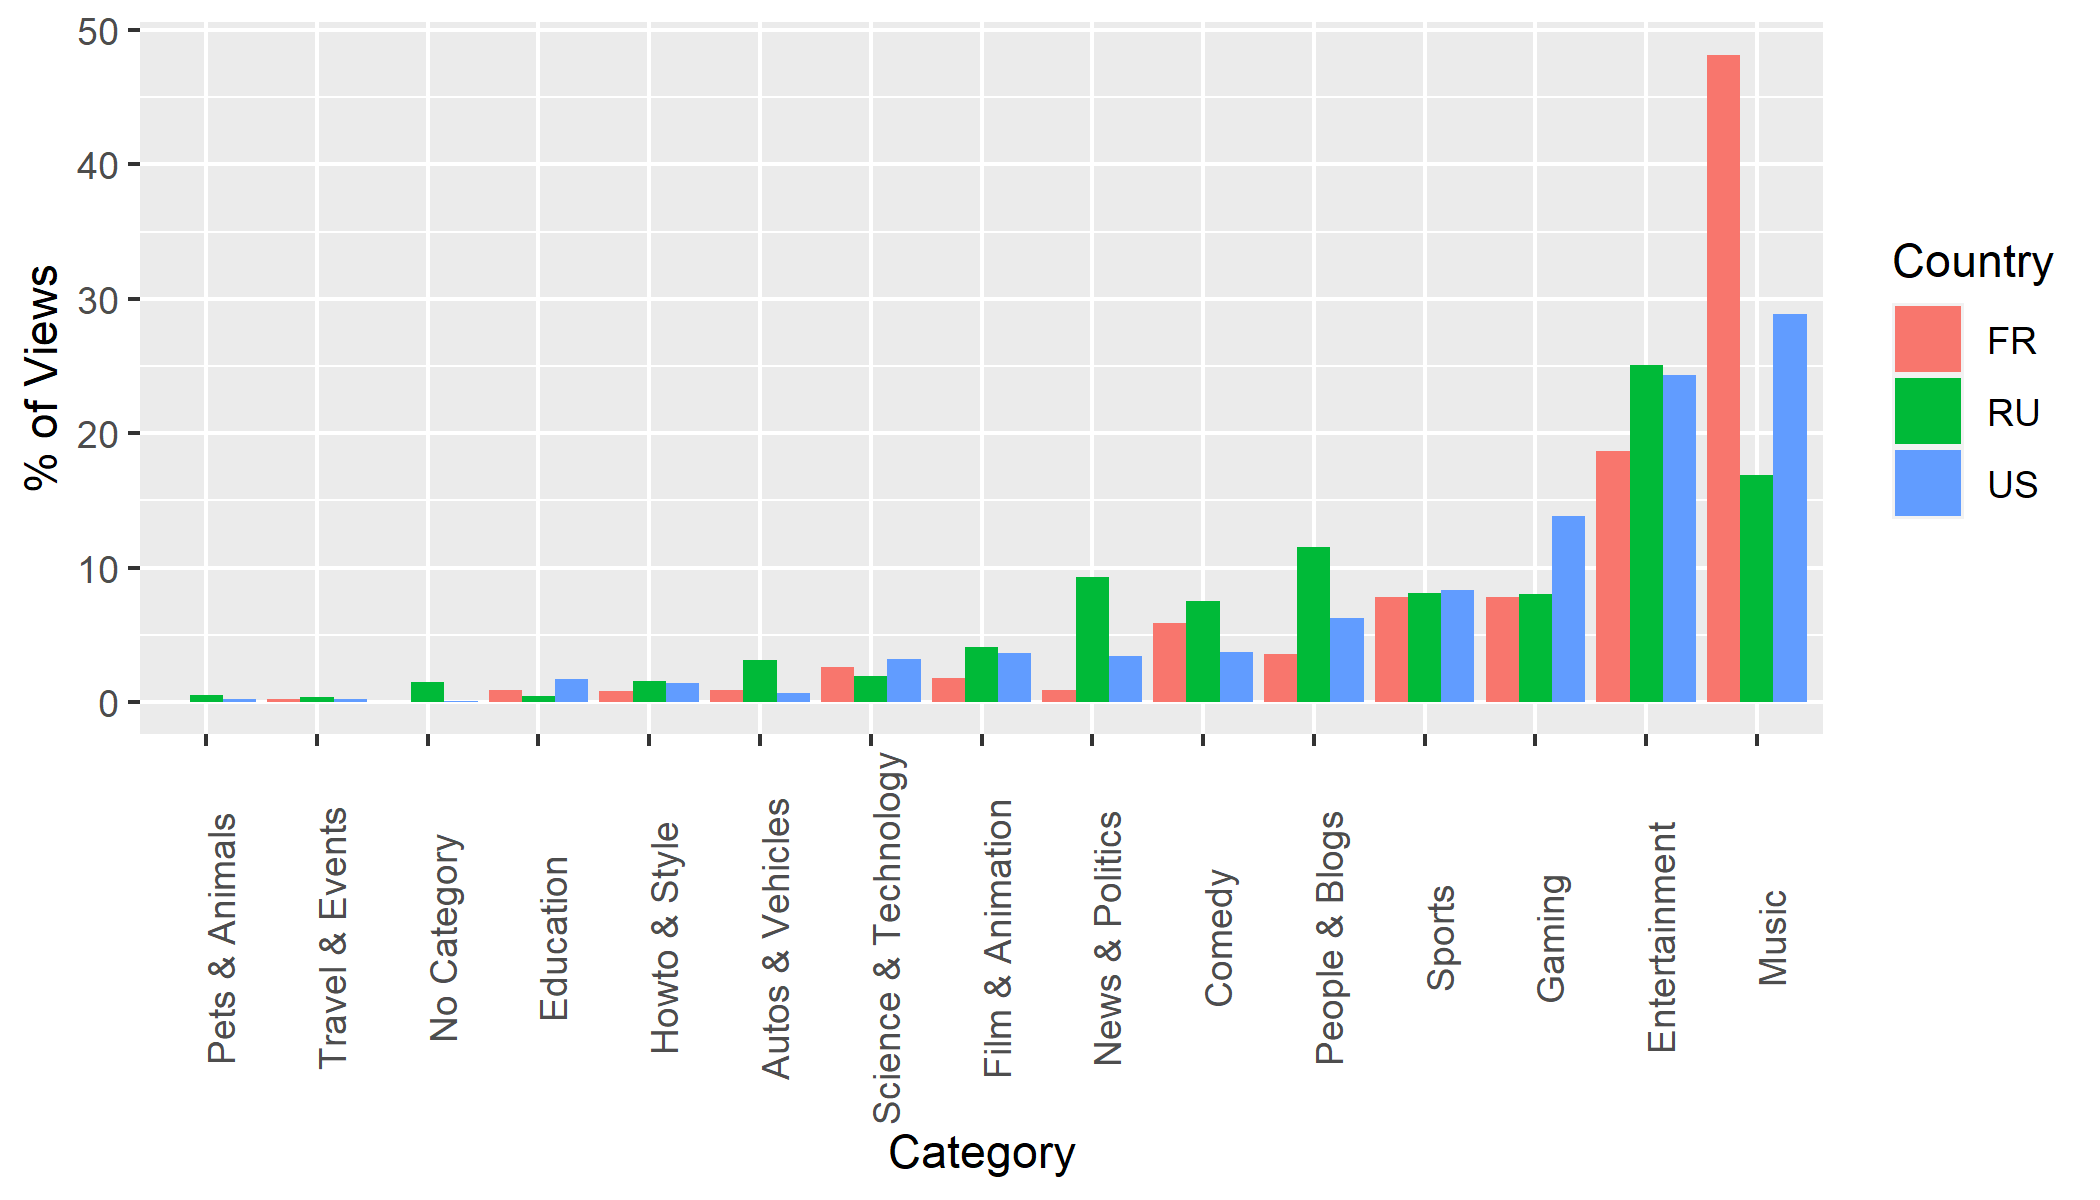 50
40
30
20
10
0
% of Views
Pets & Animals
Travel & Events
No Category
Education
Howto & Style
Autos & Vehicles
Science & Technology
Film & Animation
News & Politics
Comedy
People & Blogs
Sports
Gaming
Entertainment
Music
Category
Country
FR
RU
US